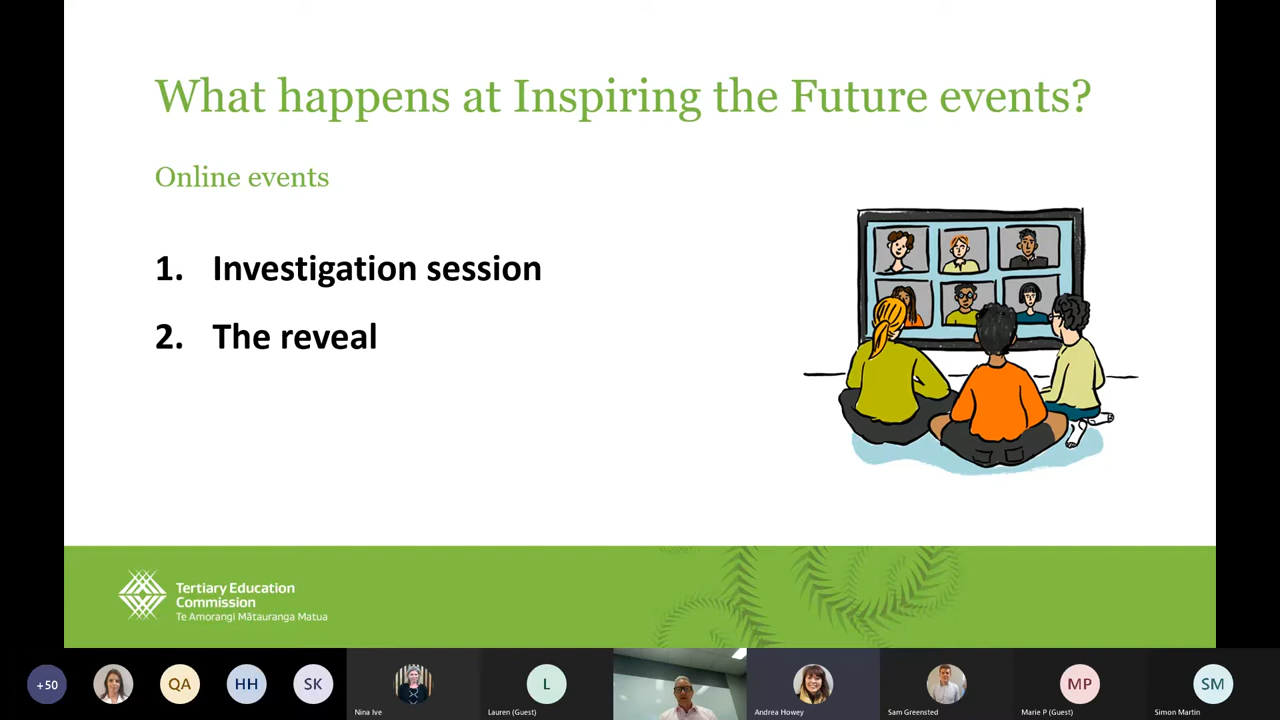 What happens at Inspiring the Future events?
Online events
1. Investigation session
2. The reveal
Tertiary Education
Commission
Te Amorangi Mātauranga Matua
+50
QA
HH
SK
L
MP
SM
Nina Ive
Lauren (Guest)
Andrea Howey
Sam Greensted
Marie P (Guest)
Simon Martin